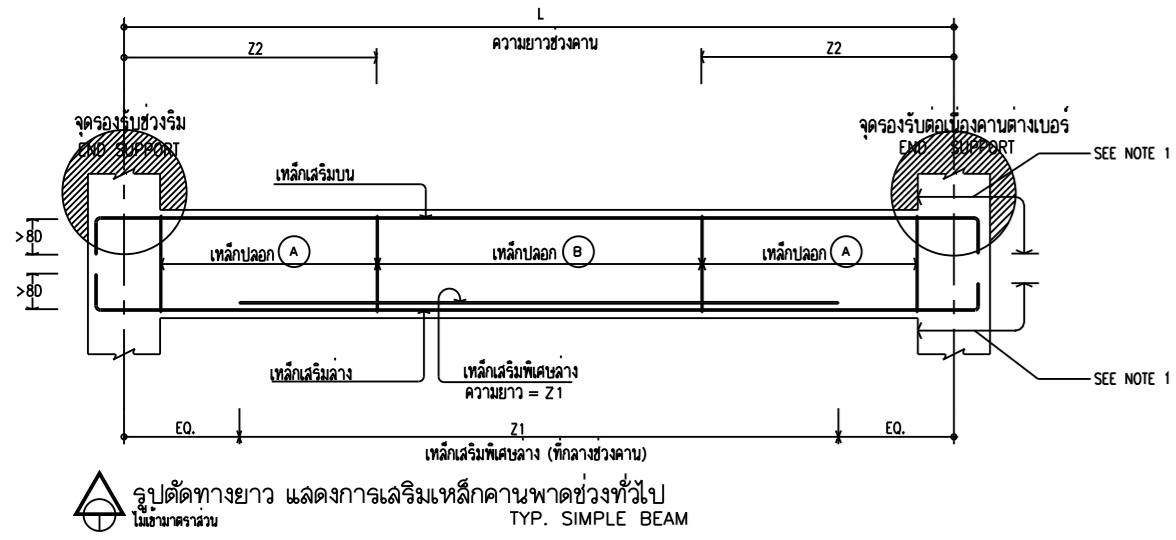 L
ความยาวช่วงคาน
Z2
Z2
จุดรองรับช่วงริม
END SUPPORT
จุดรองรับต่อเนื่องคานต่างเบอร์
END SUPPORT
SEE NOTE 1
เหล็กเสริมบน
>8D
เหล็กปลอก A
เหล็กปลอก B
เหล็กปลอก A
>8D
เหล็กเสริมล่าง
เหล็กเสริมพิเศษล่าง
ความยาว = Z1
SEE NOTE 1
EQ.
Z1
EQ.
เหล็กเสริมพิเศษล่าง (ที่กลางช่วงคาน)
รูปตัดทางยาว แสดงการเสริมเหล็กคานพาดช่วงทั่วไป
ไม่เข้ามาตราส่วน
TYP. SIMPLE BEAM